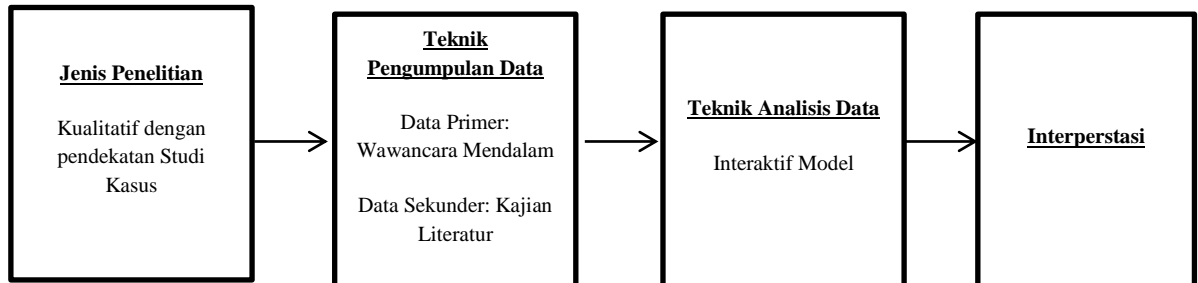 Jenis Penelitian
Kualitatif dengan
pendekatan Studi
Kasus
Teknik
Pengumpulan Data
Data Primer:
Wawancara Mendalam
Data Sekunder: Kajian
Literatur
Teknik Analisis Data
Interaktif Model
Interperstasi